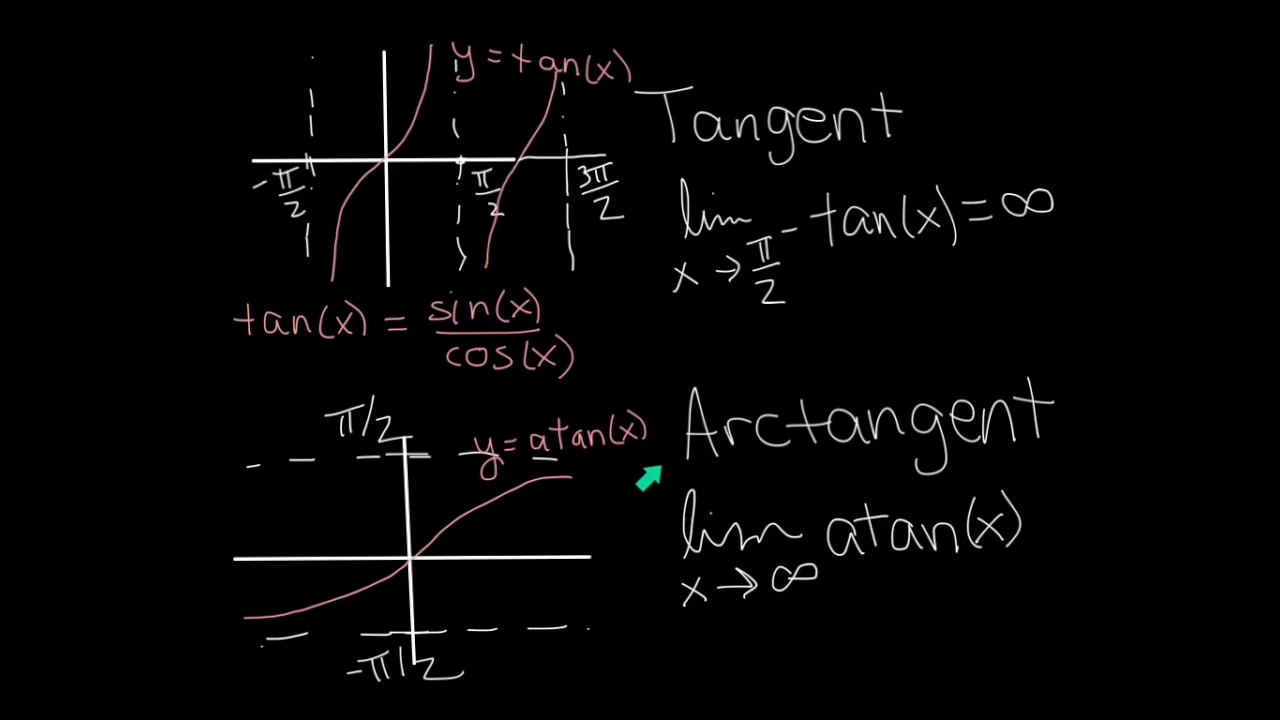 y = tan(x)
-π/2
π/2
3π/2
Tangent
lim x→π/2⁻ tan(x) = ∞
tan(x) = sin(x)/cos(x)
π/2
y = atan(x)
-π/2
Arctangent
lim x→∞ atan(x)